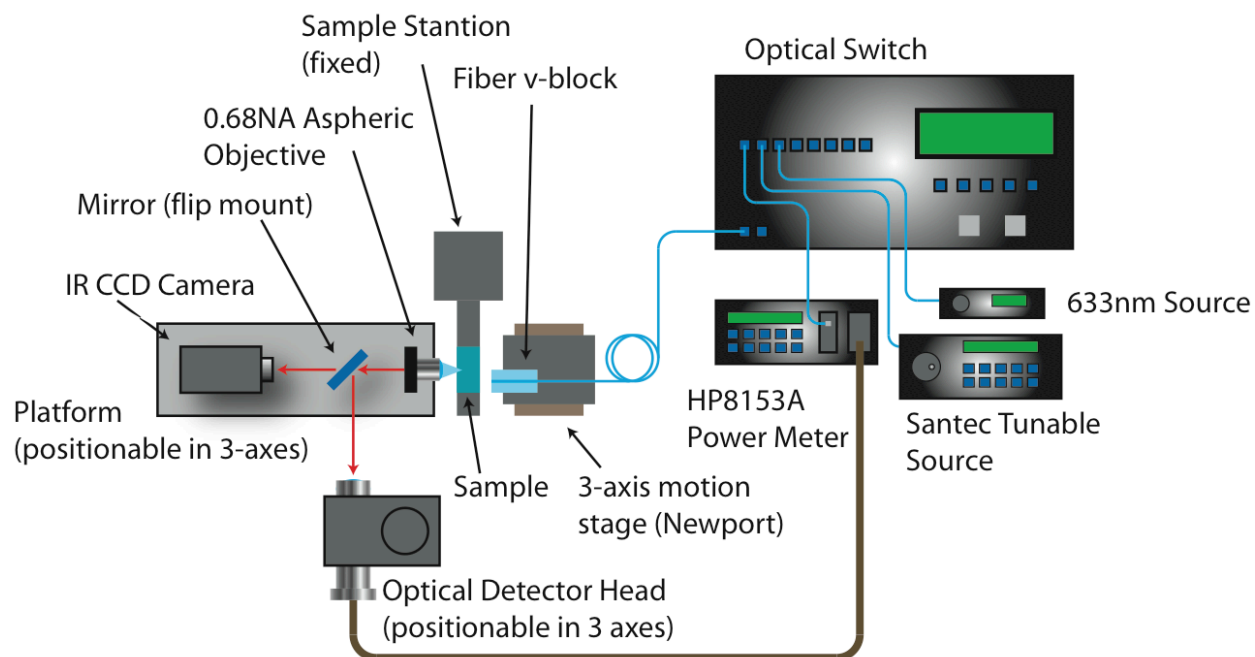 Sample Stantion
(fixed)
Optical Switch
Fiber v-block
0.68NA Aspheric
Objective
Mirror (flip mount)
IR CCD Camera
633nm Source
Platform
(positionable in 3-axes)
HP8153A
Power Meter
Santec Tunable
Source
Sample
3-axis motion
stage (Newport)
Optical Detector Head
(positionable in 3 axes)